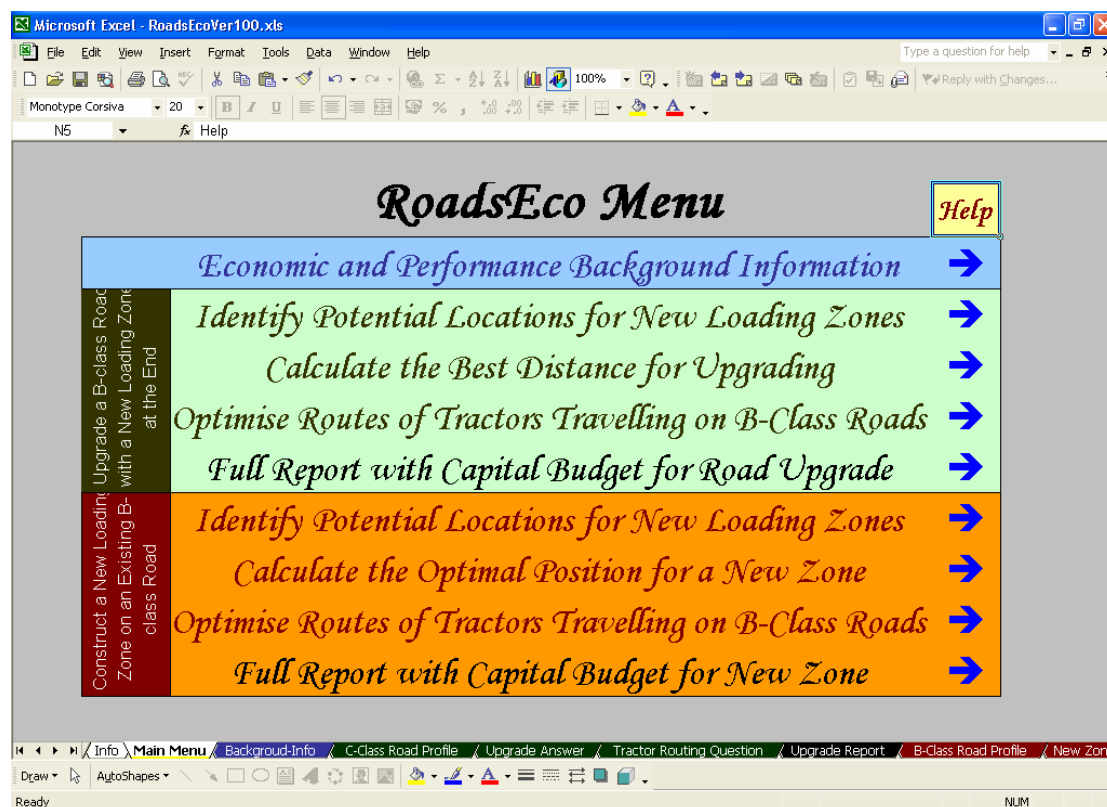 Microsoft Excel - RoadsEcoVer100.xls
File Edit View Insert Format Tools Data Window Help Type a question for help
100% Reply with Changes...
Monotype Corsiva 20 B I U
N5 fx Help
RoadsEco Menu
Help
Economic and Performance Background Information
Upgrade a B-class Road
with a New Loading Zone
at the End
Identify Potential Locations for New Loading Zones
Calculate the Best Distance for Upgrading
Optimise Routes of Tractors Travelling on B-Class Roads
Full Report with Capital Budget for Road Upgrade
Construct a New Loading
Zone on an Existing B-
class Road
Identify Potential Locations for New Loading Zones
Calculate the Optimal Position for a New Zone
Optimise Routes of Tractors Travelling on B-Class Roads
Full Report with Capital Budget for New Zone
Info Main Menu Backgroud-Info C-Class Road Profile Upgrade Answer Tractor Routing Question Upgrade Report B-Class Road Profile New Zon
Draw AutoShapes
Ready NUM